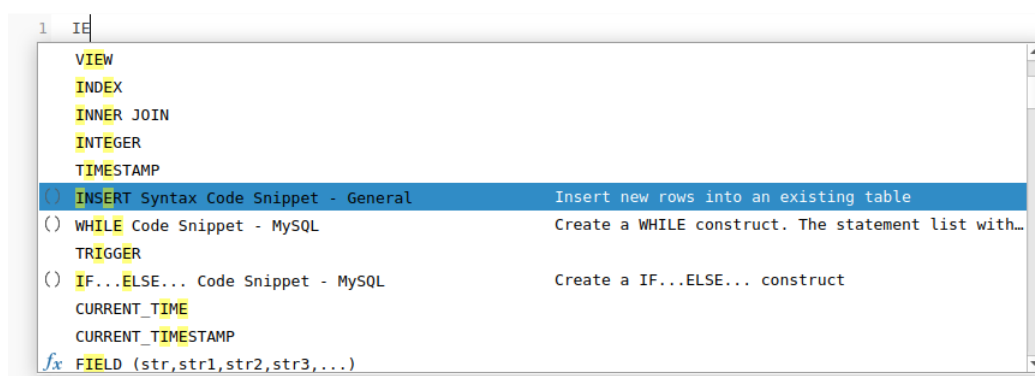 1 IE
VIEW
INDEX
INNER JOIN
INTEGER
TIMESTAMP
() INSERT Syntax Code Snippet - General Insert new rows into an existing table
() WHILE Code Snippet - MySQL Create a WHILE construct. The statement list with…
TRIGGER
() IF...ELSE... Code Snippet - MySQL Create a IF...ELSE... construct
CURRENT_TIME
CURRENT_TIMESTAMP
fx FIELD (str,str1,str2,str3,...)